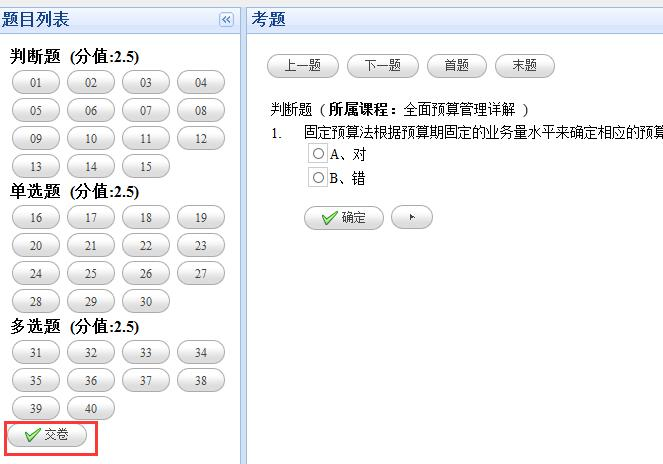 题目列表
判断题 (分值:2.5)
01 02 03 04
05 06 07 08
09 10 11 12
13 14 15
单选题 (分值:2.5)
16 17 18 19
20 21 22 23
24 25 26 27
28 29 30
多选题 (分值:2.5)
31 32 33 34
35 36 37 38
39 40
交卷
考题
上一题 下一题 首题 末题
判断题 ( 所属课程: 全面预算管理详解 )
1. 固定预算法根据预算期固定的业务量水平来确定相应的预算
A、对
B、错
确定